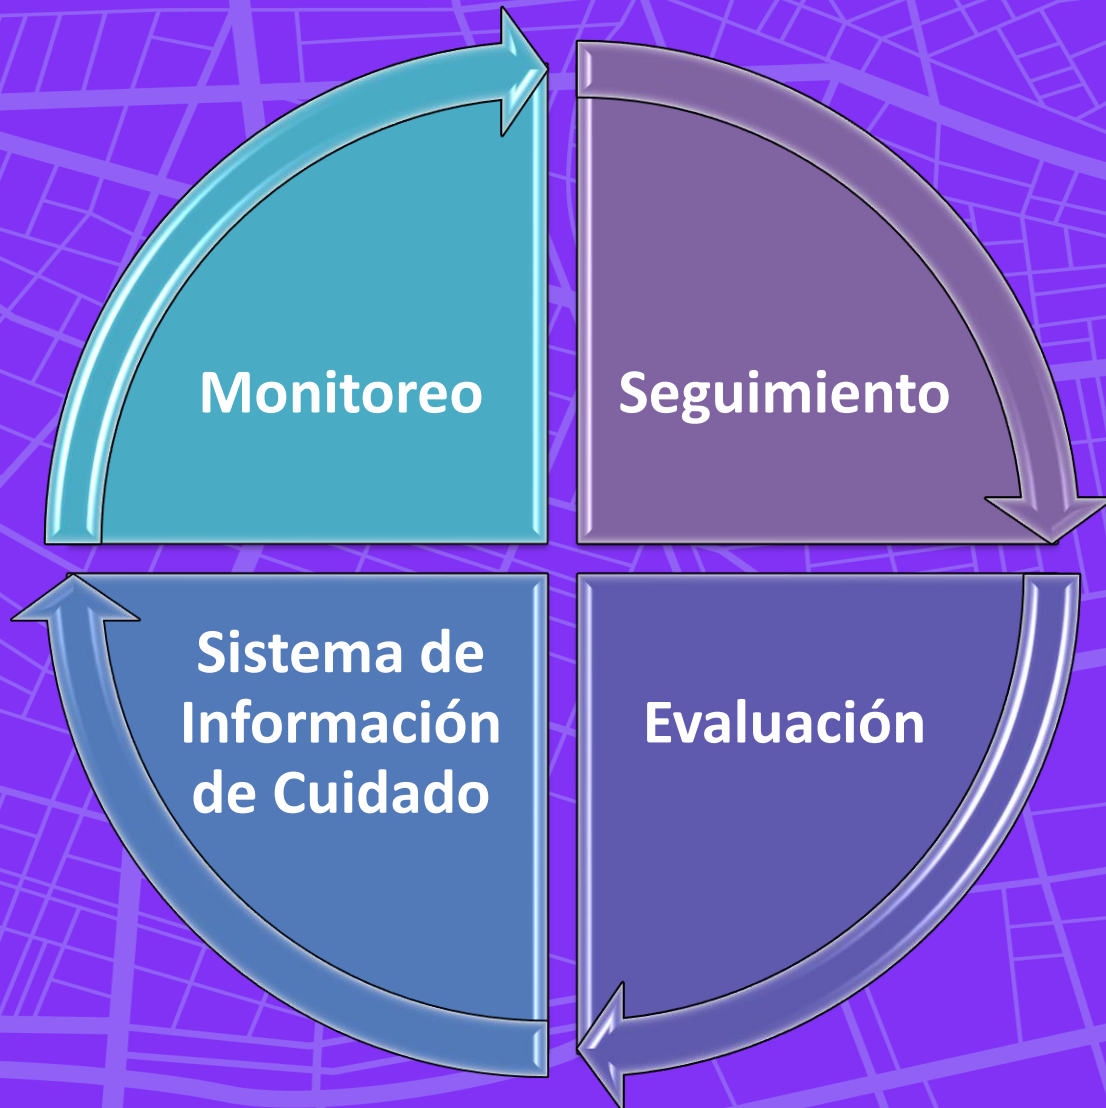 Monitoreo
Seguimiento
Sistema de
Información
de Cuidado
Evaluación